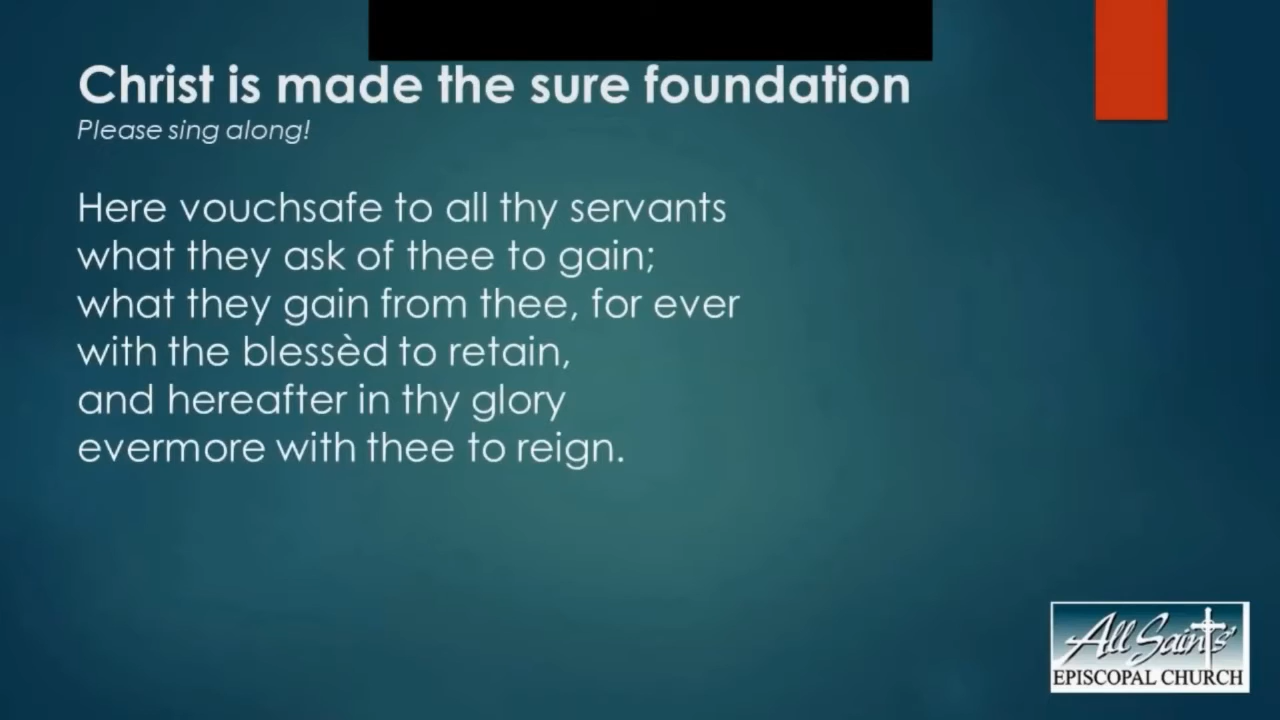 Christ is made the sure foundation
Please sing along!
Here vouchsafe to all thy servants
what they ask of thee to gain;
what they gain from thee, for ever
with the blessèd to retain,
and hereafter in thy glory
evermore with thee to reign.
All Saints'
EPISCOPAL CHURCH